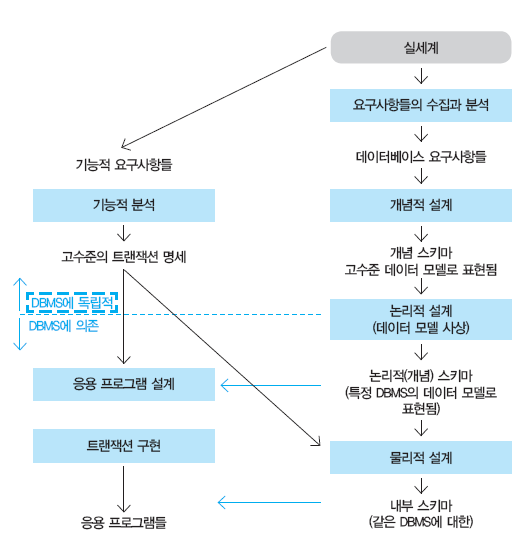 실세계
요구사항들의 수집과 분석
기능적 요구사항들
데이터베이스 요구사항들
기능적 분석
개념적 설계
고수준의 트랜잭션 명세
개념 스키마
고수준 데이터 모델로 표현됨
DBMS에 독립적
DBMS에 의존
논리적 설계
(데이터 모델 사상)
응용 프로그램 설계
논리적(개념) 스키마
(특정 DBMS의 데이터 모델로
표현됨)
트랜잭션 구현
물리적 설계
응용 프로그램들
내부 스키마
(같은 DBMS에 대한)